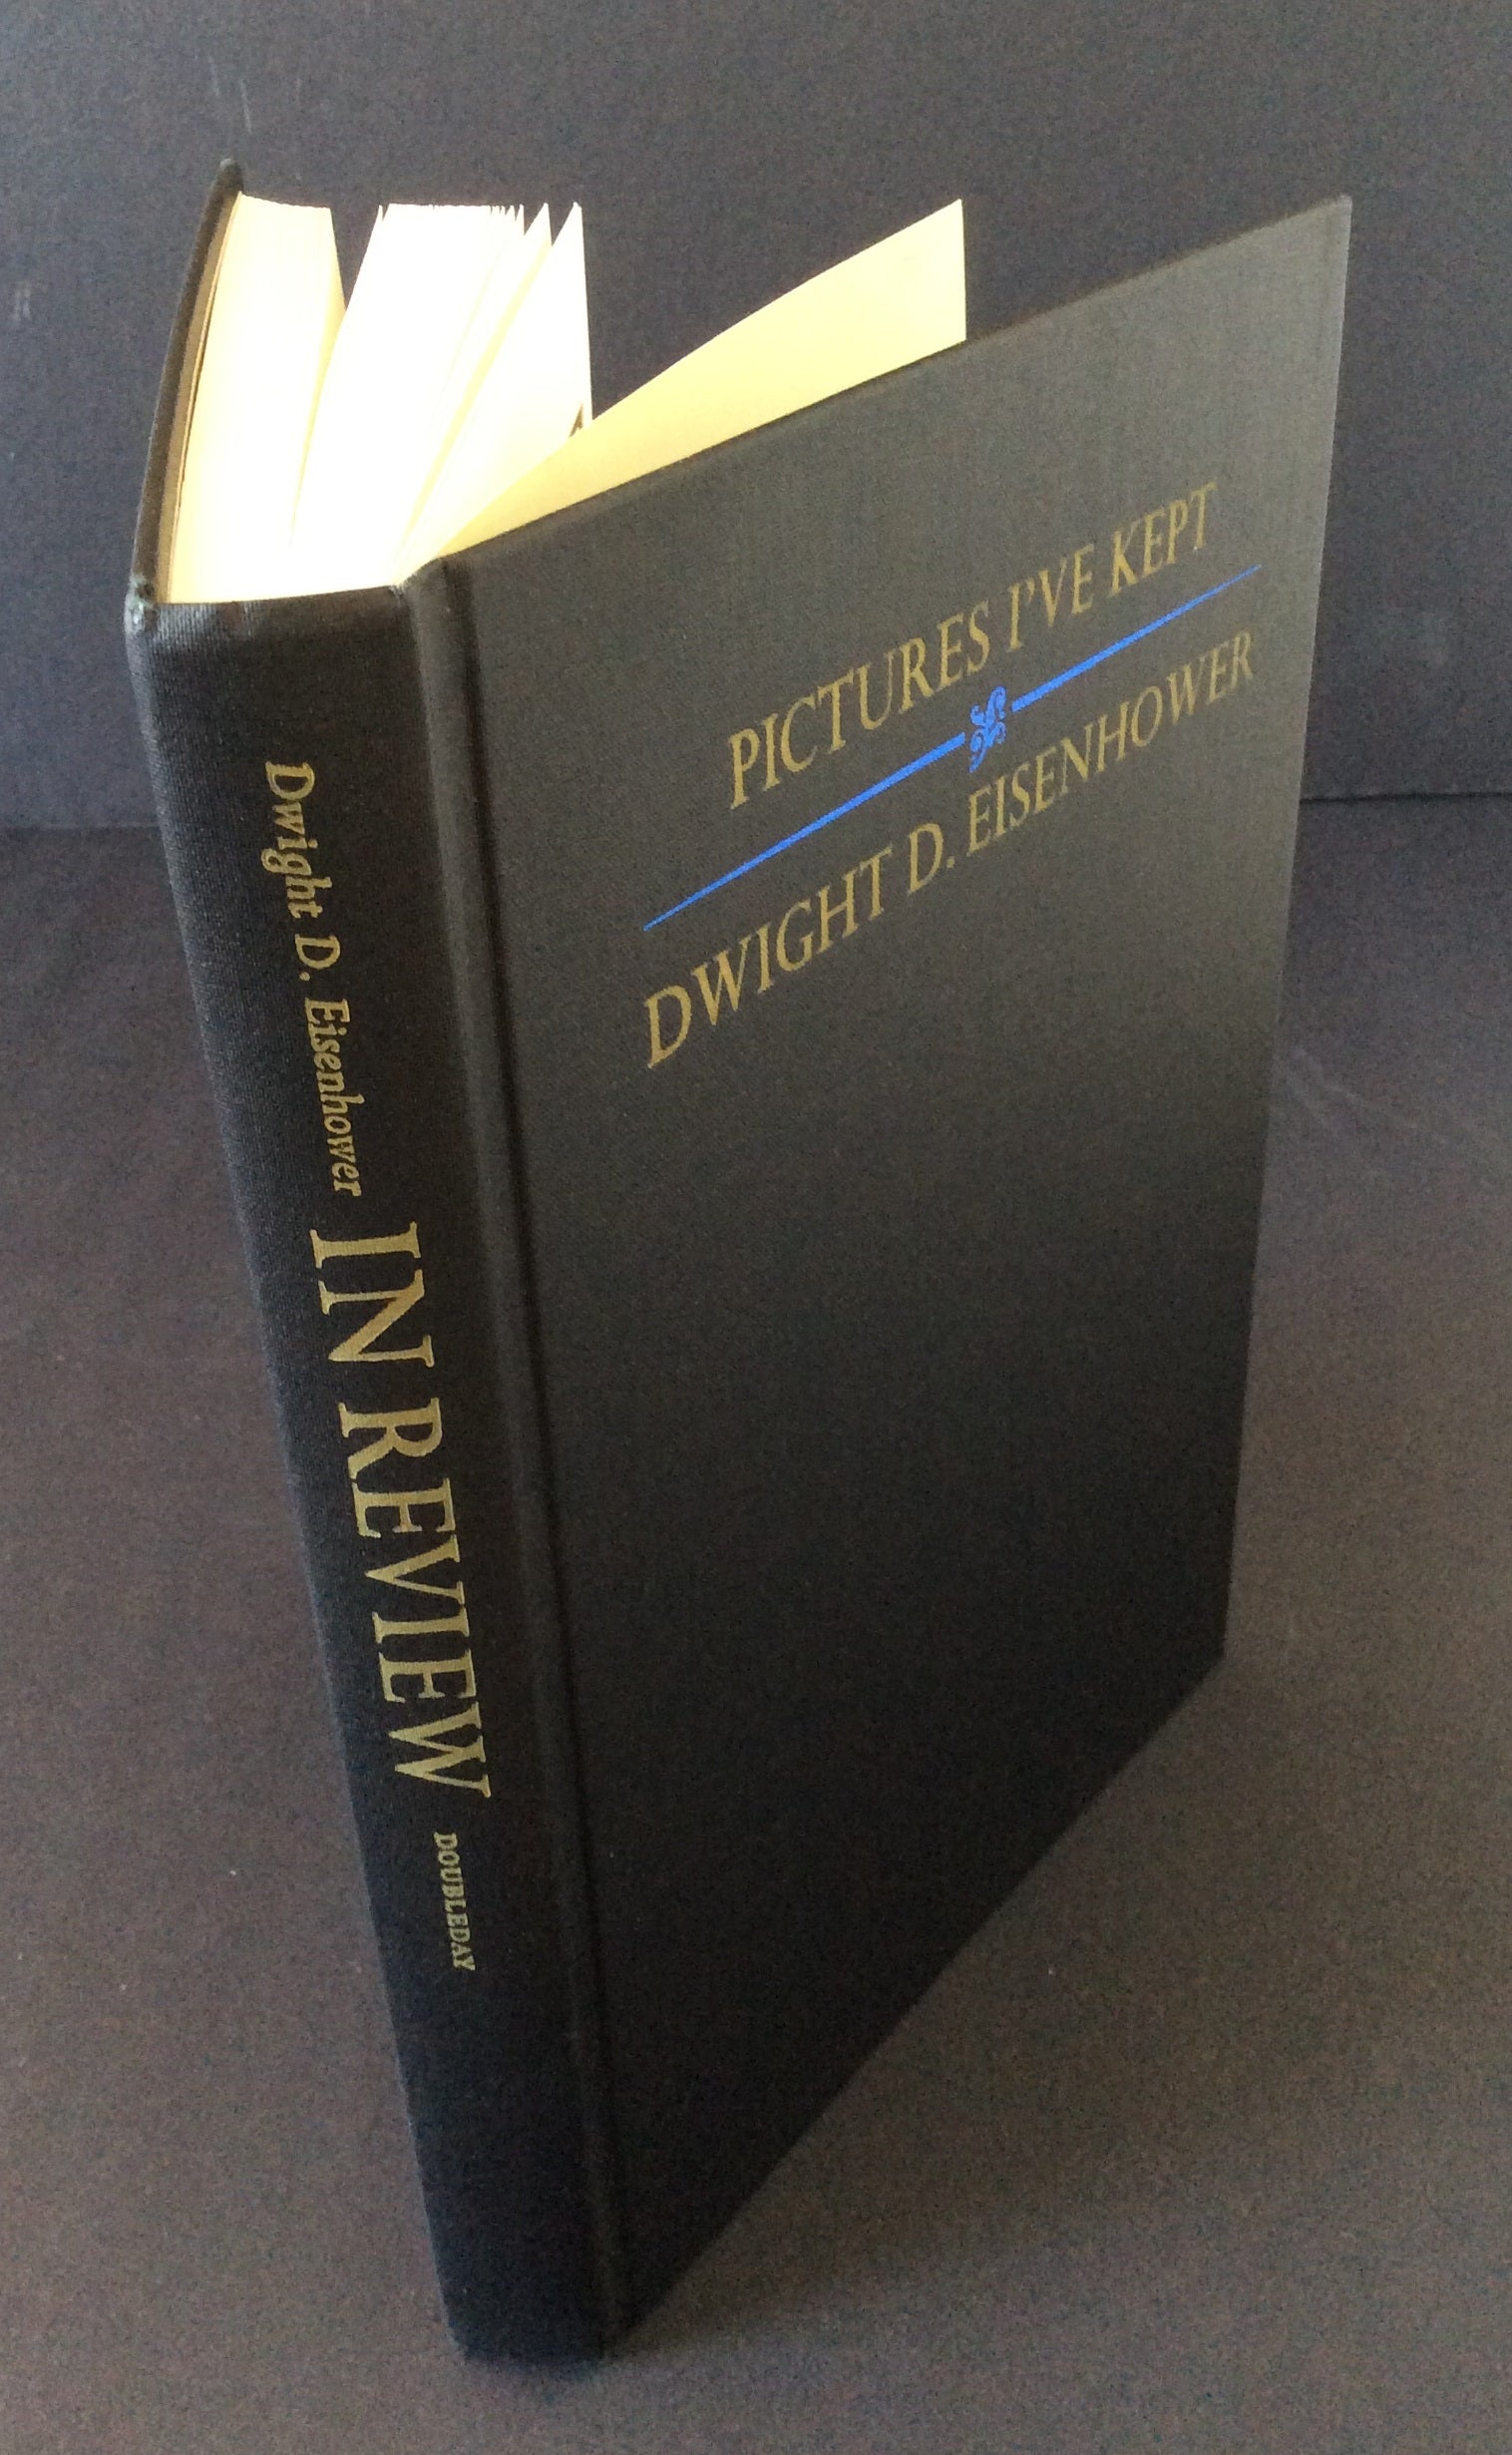 PICTURES I'VE KEPT
DWIGHT D. EISENHOWER
Dwight D. Eisenhower IN REVIEW DOUBLEDAY